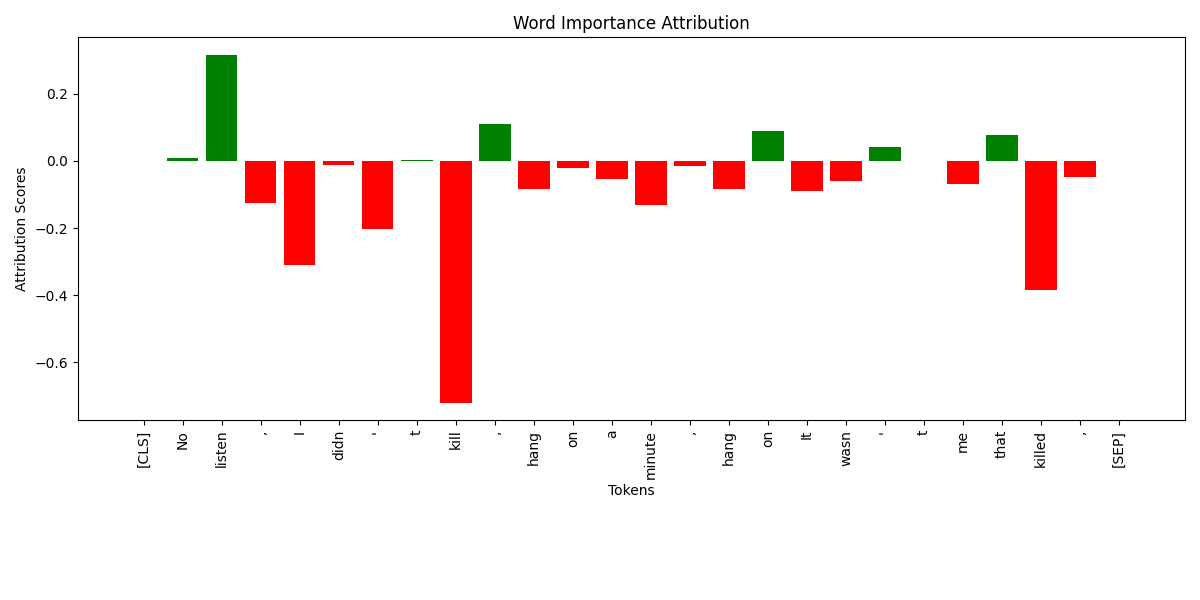 Word Importance Attribution
Attribution Scores
0.2
0.0
−0.2
−0.4
−0.6
[CLS]
No
listen
,
I
didn
'
t
kill
,
hang
on
a
minute
,
hang
on
It
wasn
'
t
me
that
killed
,
[SEP]
Tokens